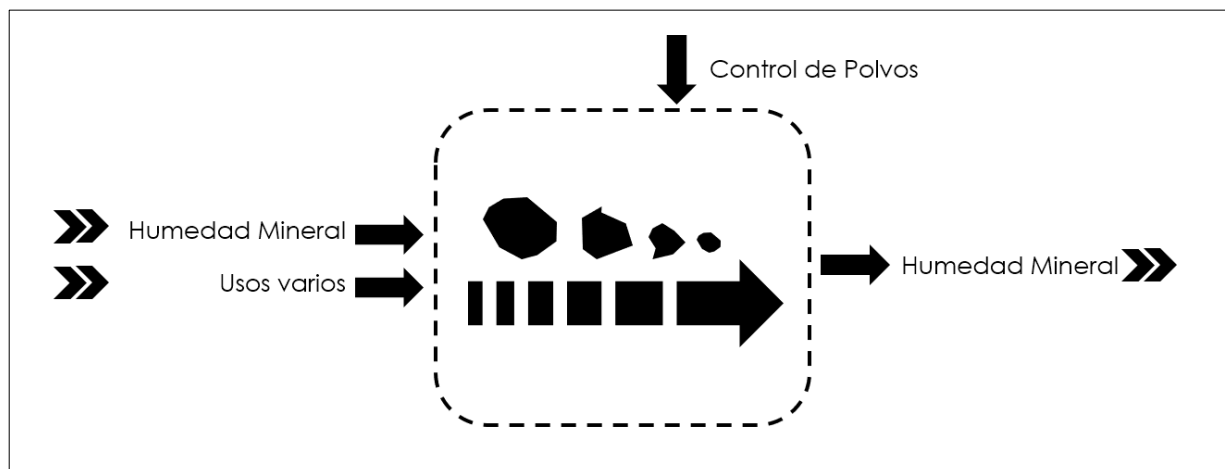 Control de Polvos
Humedad Mineral
Usos varios
Humedad Mineral